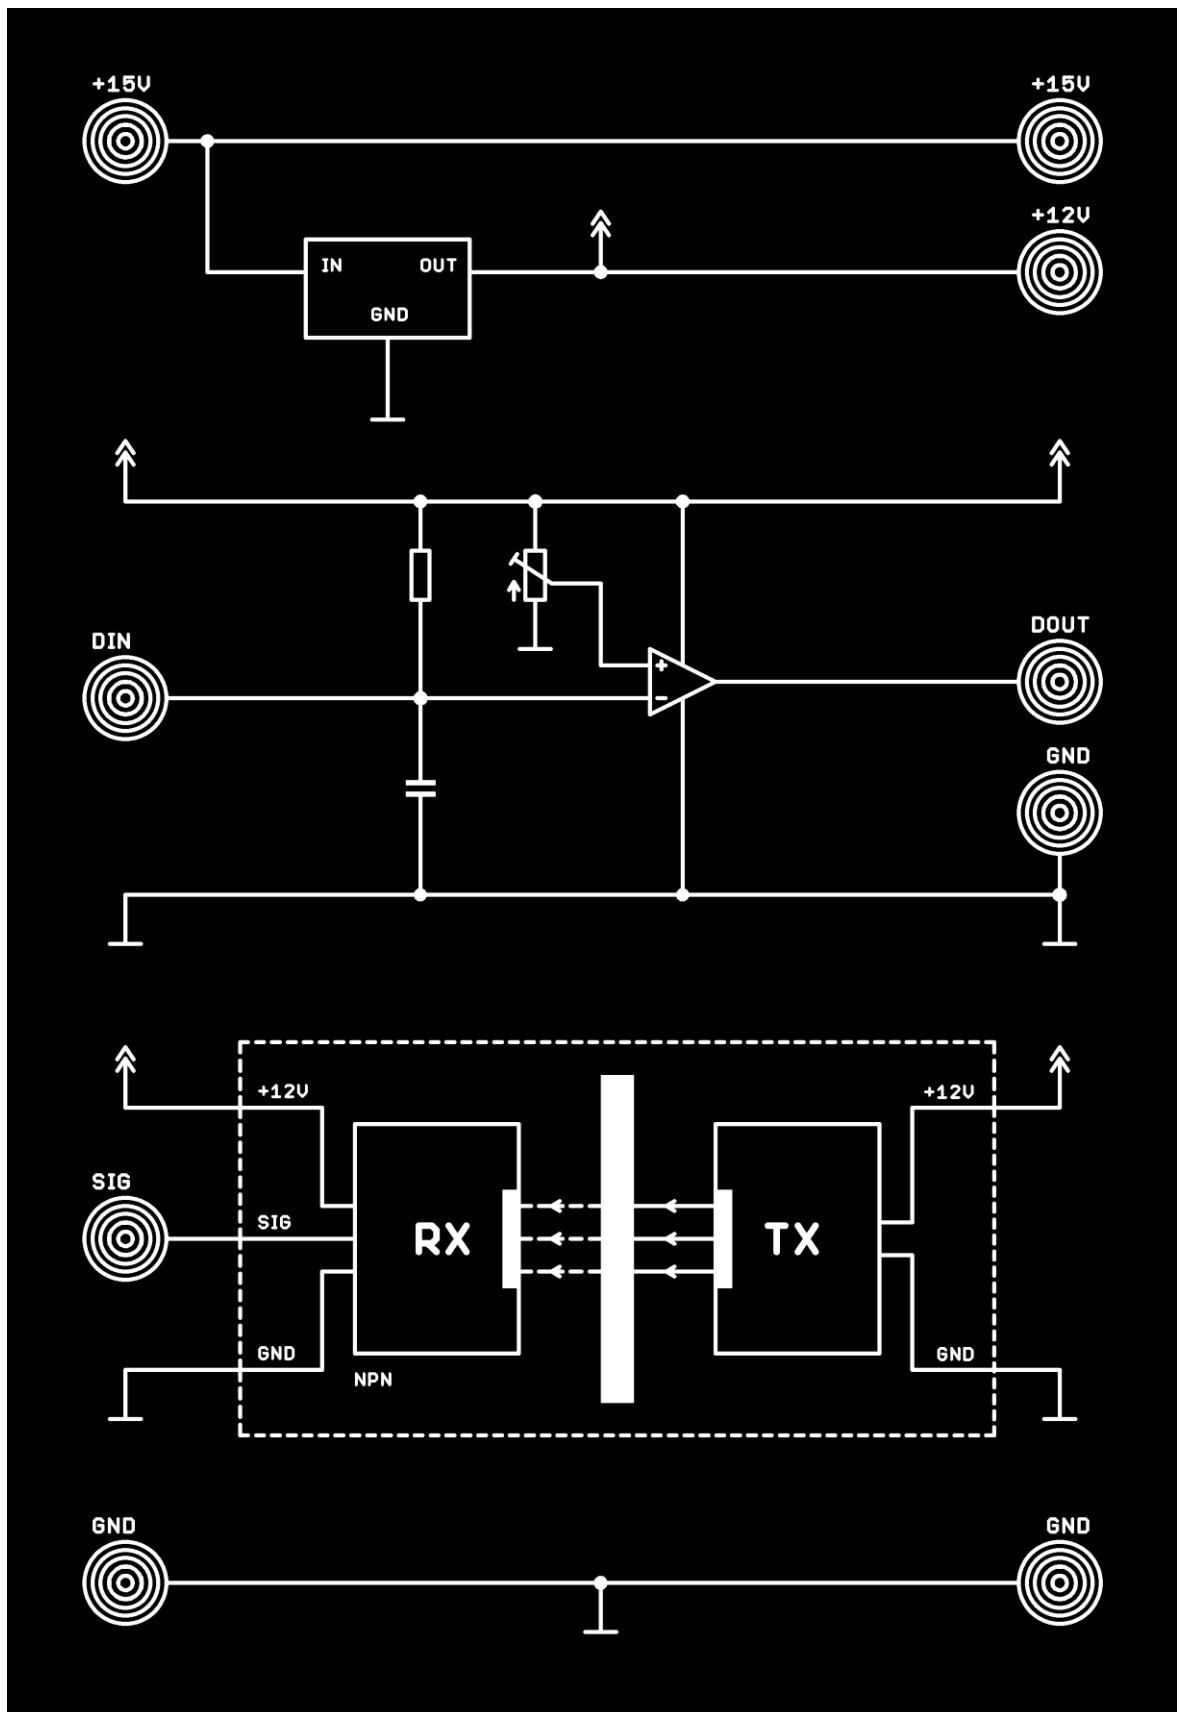 +15V
+15V
+12V
IN
OUT
GND
DIN
DOUT
+
-
GND
+12V
+12V
SIG
SIG
RX
TX
GND
GND
NPN
GND
GND